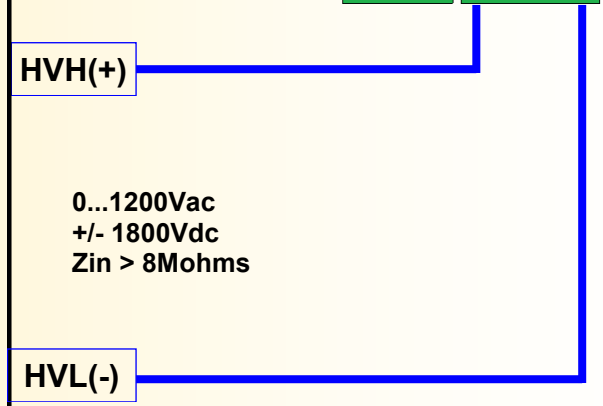 HVH(+)
0...1200Vac
+/- 1800Vdc
Zin > 8Mohms
HVL(-)